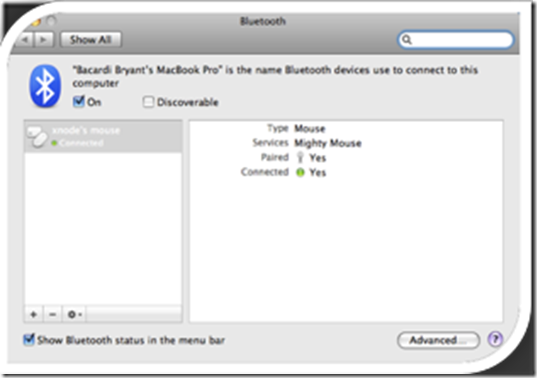 Bluetooth
Show All
"Bacardi Bryant's MacBook Pro" is the name Bluetooth devices use to connect to this
computer
On
Discoverable
xnode's mouse
Connected
Type Mouse
Services Mighty Mouse
Paired Yes
Connected Yes
+ −
Show Bluetooth status in the menu bar
Advanced...
?